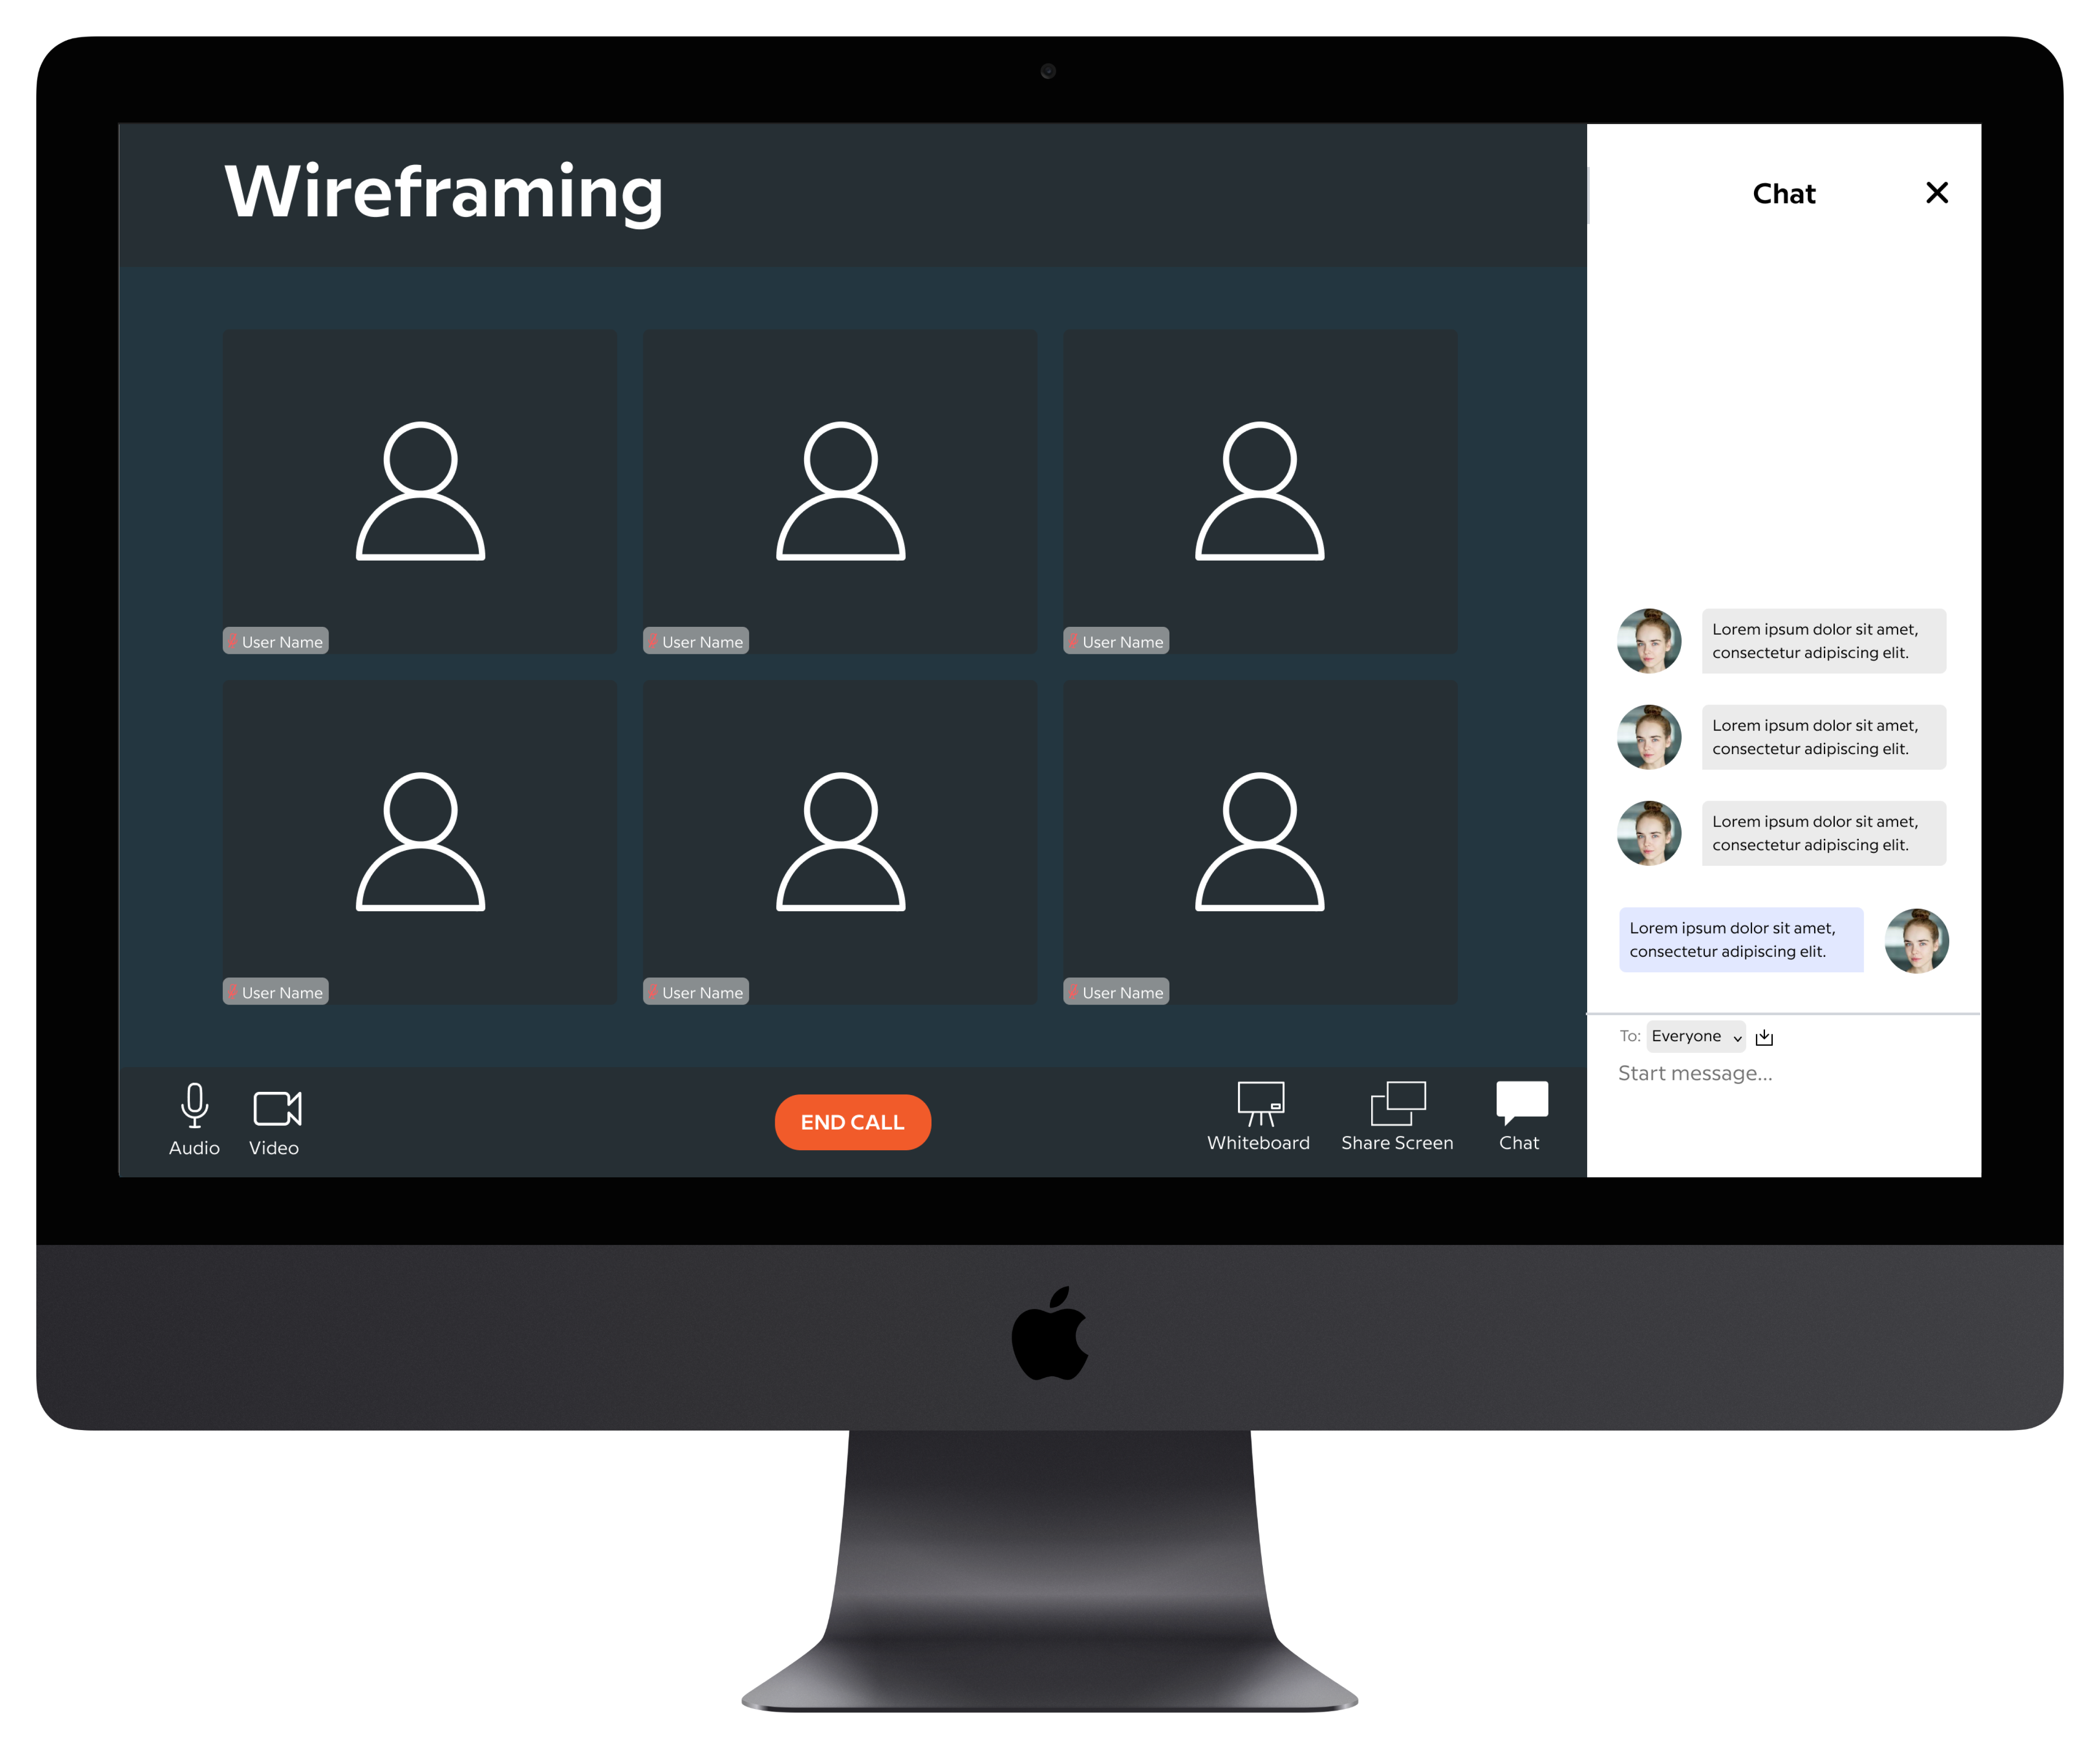 Wireframing
User Name
User Name
User Name
User Name
User Name
User Name
Audio
Video
END CALL
Whiteboard
Share Screen
Chat
Chat
Lorem ipsum dolor sit amet,
consectetur adipiscing elit.
Lorem ipsum dolor sit amet,
consectetur adipiscing elit.
Lorem ipsum dolor sit amet,
consectetur adipiscing elit.
Lorem ipsum dolor sit amet,
consectetur adipiscing elit.
To: Everyone
Start message...